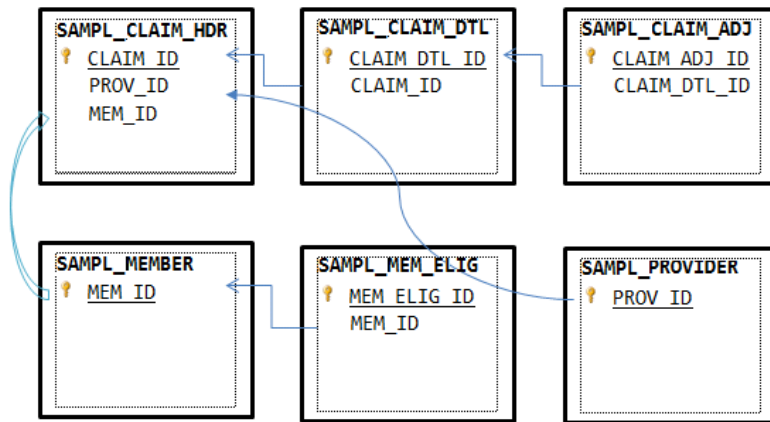 SAMPL_CLAIM_HDR
CLAIM_ID
PROV_ID
MEM_ID
SAMPL_CLAIM_DTL
CLAIM_DTL_ID
CLAIM_ID
SAMPL_CLAIM_ADJ
CLAIM_ADJ_ID
CLAIM_DTL_ID
SAMPL_MEMBER
MEM_ID
SAMPL_MEM_ELIG
MEM_ELIG_ID
MEM_ID
SAMPL_PROVIDER
PROV_ID